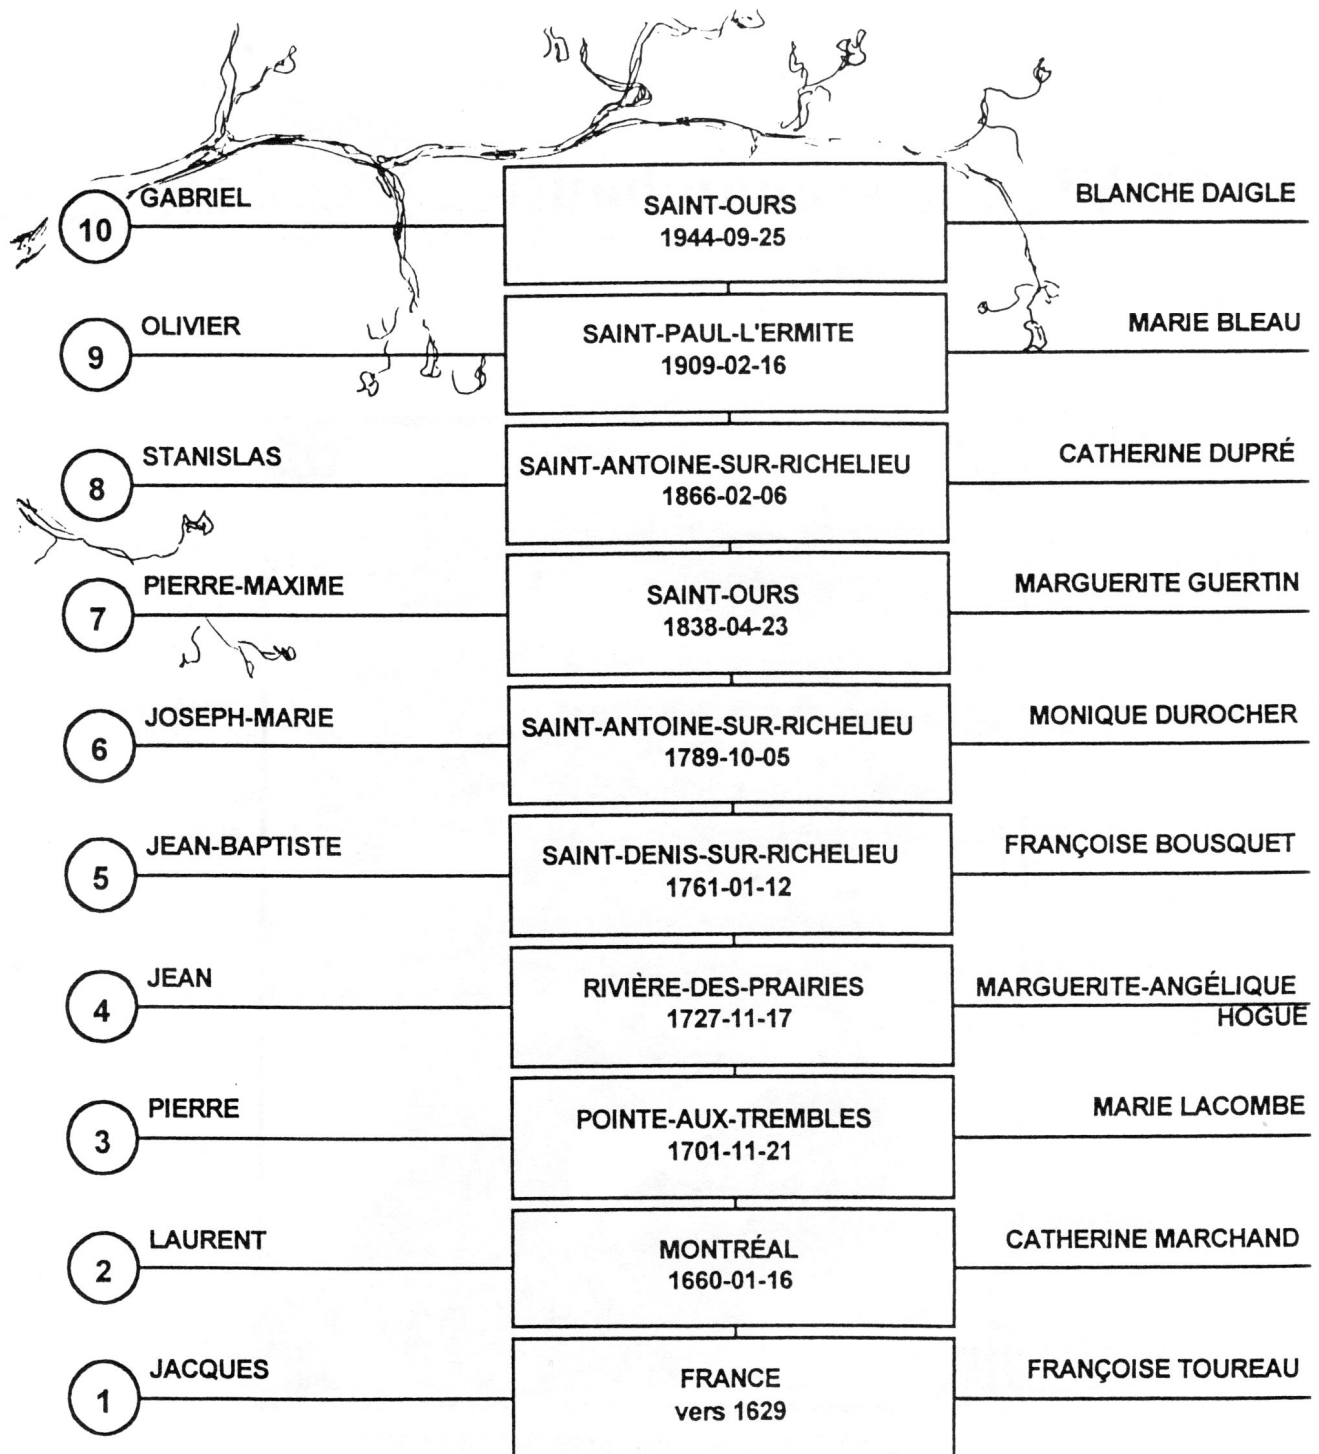 GABRIEL
10
SAINT-OURS
1944-09-25
BLANCHE DAIGLE
OLIVIER
9
SAINT-PAUL-L'ERMITE
1909-02-16
MARIE BLEAU
STANISLAS
8
SAINT-ANTOINE-SUR-RICHELIEU
1866-02-06
CATHERINE DUPRÉ
PIERRE-MAXIME
7
SAINT-OURS
1838-04-23
MARGUERITE GUERTIN
JOSEPH-MARIE
6
SAINT-ANTOINE-SUR-RICHELIEU
1789-10-05
MONIQUE DUROCHER
JEAN-BAPTISTE
5
SAINT-DENIS-SUR-RICHELIEU
1761-01-12
FRANÇOISE BOUSQUET
JEAN
4
RIVIÈRE-DES-PRAIRIES
1727-11-17
MARGUERITE-ANGÉLIQUE
HOGUE
PIERRE
3
POINTE-AUX-TREMBLES
1701-11-21
MARIE LACOMBE
LAURENT
2
MONTRÉAL
1660-01-16
CATHERINE MARCHAND
JACQUES
1
FRANCE
vers 1629
FRANÇOISE TOUREAU